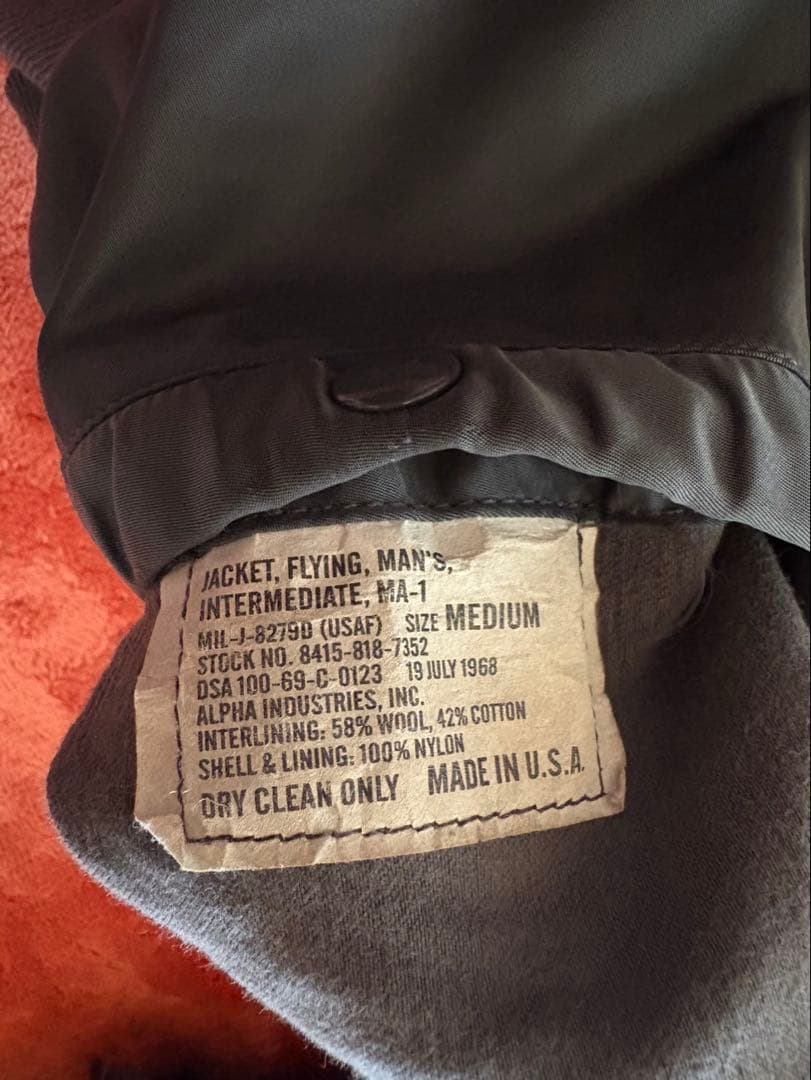 JACKET, FLYING, MAN'S,
INTERMEDIATE, MA-1
MIL-J-8279D (USAF) SIZE MEDIUM
STOCK NO. 8415-818-7352
DSA 100-69-C-0123 19 JULY 1968
ALPHA INDUSTRIES, INC.
INTERLINING: 58% WOOL, 42% COTTON
SHELL & LINING: 100% NYLON
DRY CLEAN ONLY MADE IN U.S.A.